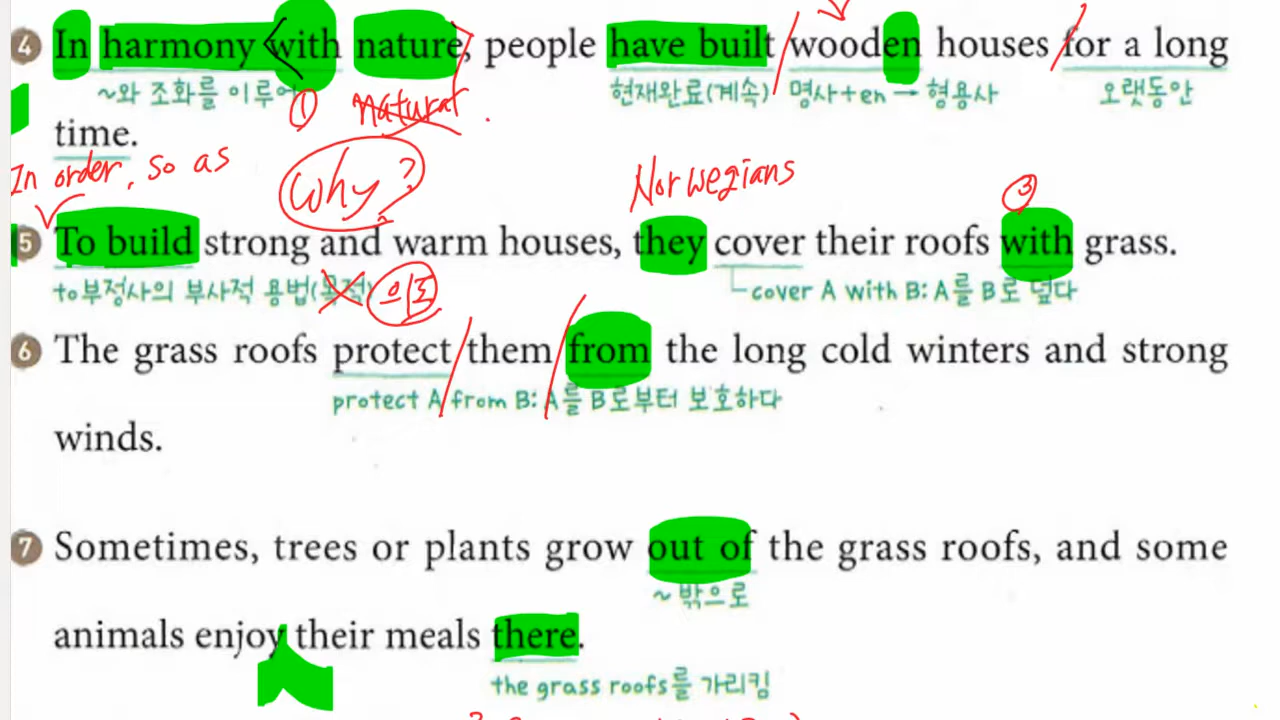 4 In harmony with nature, people have built wooden houses for a long
~와 조화를 이루어 현재완료(계속) 명사+en → 형용사 오랫동안
① natural.
time.
In order, so as
Why?
Norwegians
③
5 To build strong and warm houses, they cover their roofs with grass.
to부정사의 부사적 용법(목적) 의도 cover A with B: A를 B로 덮다
6 The grass roofs protect them from the long cold winters and strong
protect A from B: A를 B로부터 보호하다
winds.
7 Sometimes, trees or plants grow out of the grass roofs, and some
~ 밖으로
animals enjoy their meals there.
the grass roofs를 가리킴